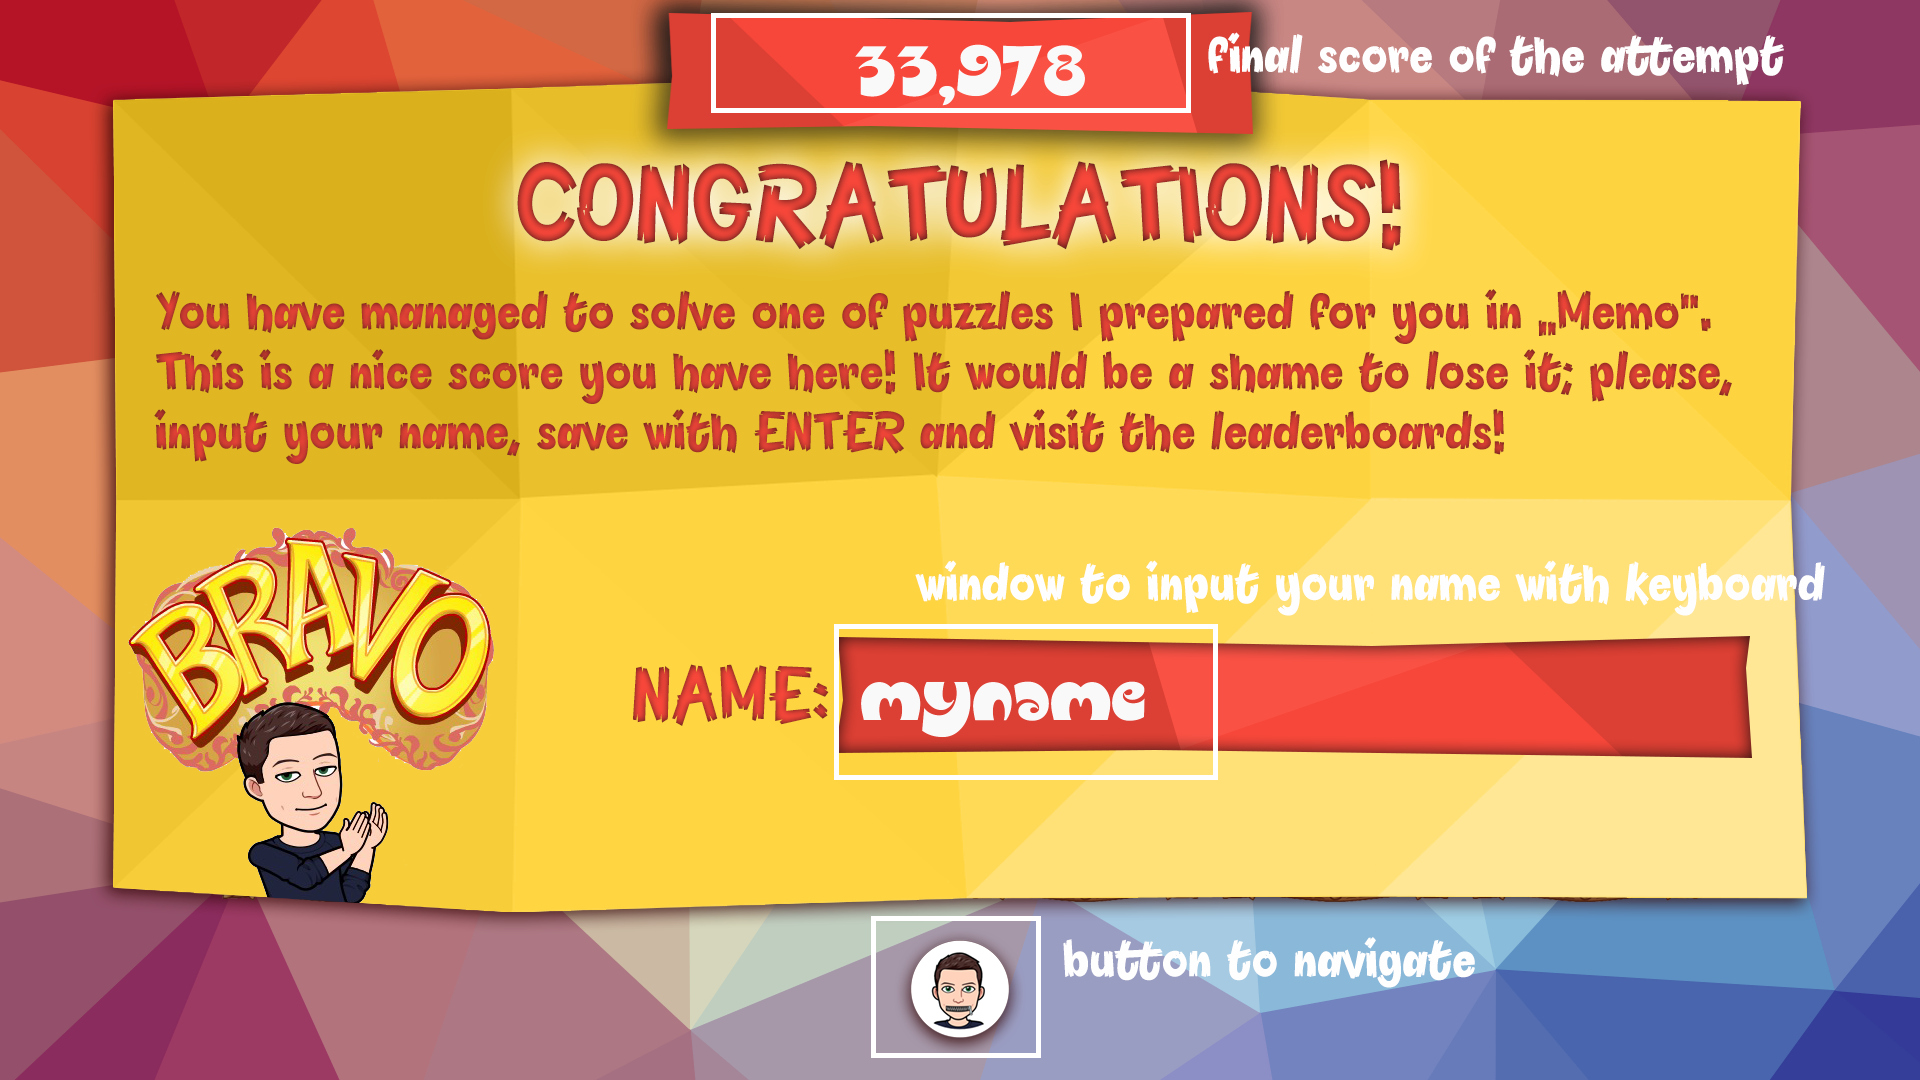 33,978
final score of the attempt
CONGRATULATIONS!
You have managed to solve one of puzzles I prepared for you in „Memo".
This is a nice score you have here! It would be a shame to lose it; please,
input your name, save with ENTER and visit the leaderboards!
BRAVO
window to input your name with keyboard
NAME: myname
button to navigate